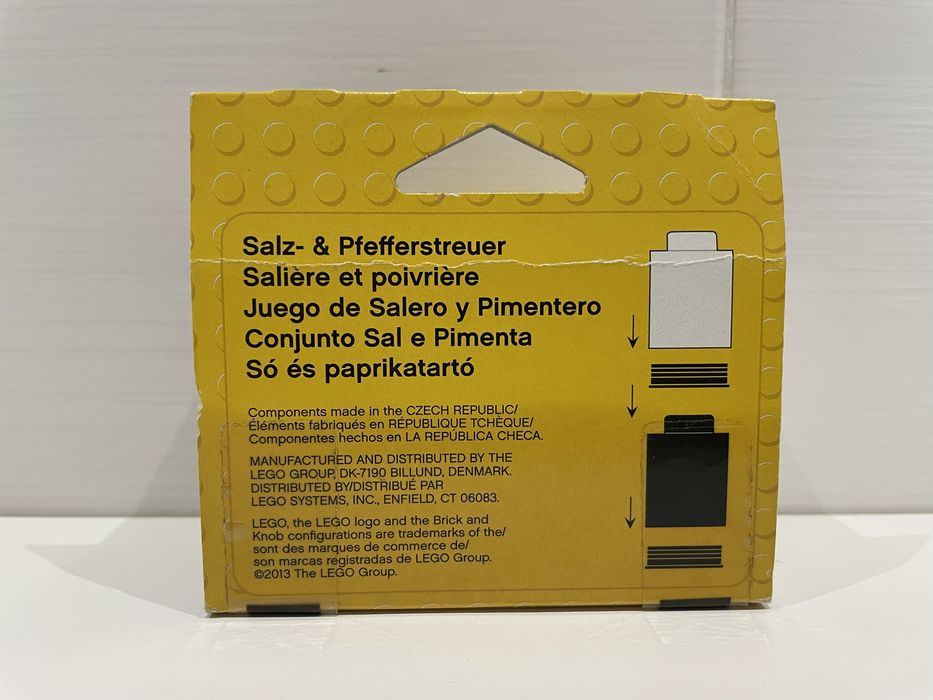 Salz- & Pfefferstreuer
Salière et poivrière
Juego de Salero y Pimentero
Conjunto Sal e Pimenta
Só és paprikatartó
Components made in the CZECH REPUBLIC/
Éléments fabriqués en RÉPUBLIQUE TCHÈQUE/
Componentes hechos en LA REPÚBLICA CHECA.
MANUFACTURED AND DISTRIBUTED BY THE
LEGO GROUP, DK-7190 BILLUND, DENMARK.
DISTRIBUTED BY/DISTRIBUÉ PAR
LEGO SYSTEMS, INC., ENFIELD, CT 06083.
LEGO, the LEGO logo and the Brick and
Knob configurations are trademarks of the/
sont des marques de commerce de/
son marcas registradas de LEGO Group.
©2013 The LEGO Group.